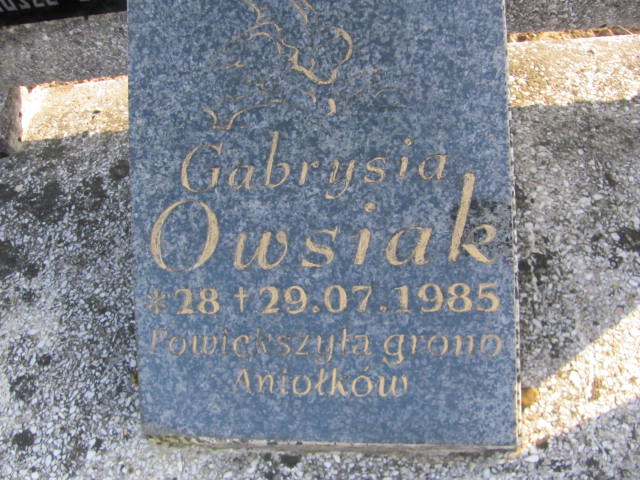 Gabrysia
Owsiak
* 28 † 29.07.1985
Powiększyła grono
Aniołków